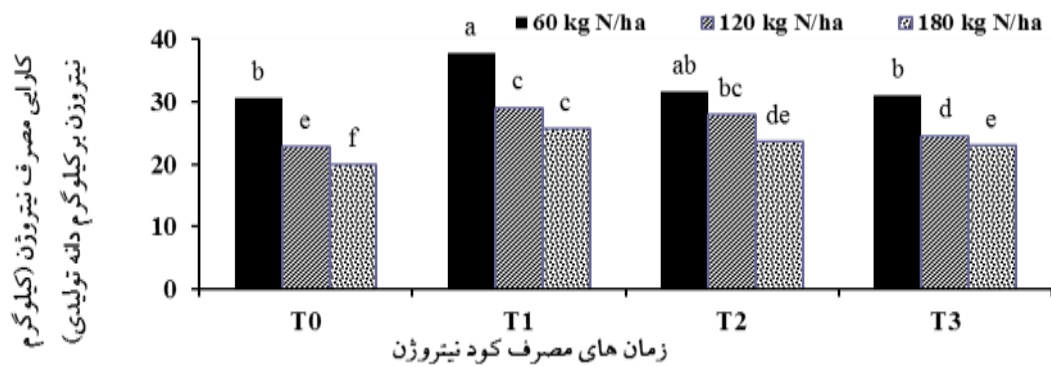 60 kg N/ha 120 kg N/ha 180 kg N/ha
کارایی مصرف نیتروژن (کیلوگرم
نیتروژن بر کیلوگرم دانه تولیدی)
40
30
20
10
0
b e f
a c c
ab bc de
b d e
T0 T1 T2 T3
زمان های مصرف کود نیتروژن